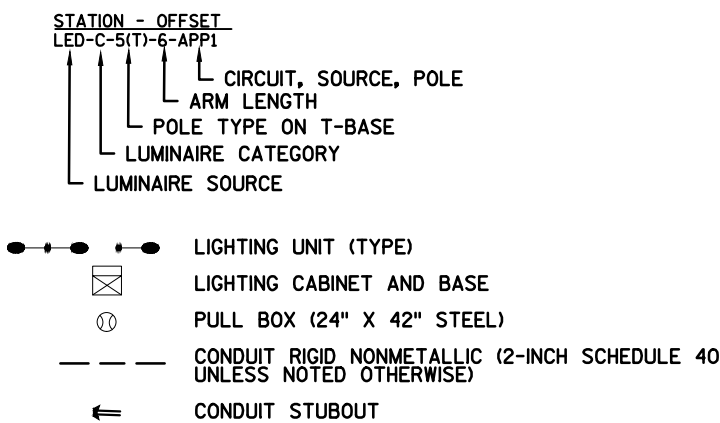 STATION - OFFSET
LED-C-5(T)-6-APP1
CIRCUIT, SOURCE, POLE
ARM LENGTH
POLE TYPE ON T-BASE
LUMINAIRE CATEGORY
LUMINAIRE SOURCE
LIGHTING UNIT (TYPE)
LIGHTING CABINET AND BASE
PULL BOX (24" X 42" STEEL)
CONDUIT RIGID NONMETALLIC (2-INCH SCHEDULE 40
UNLESS NOTED OTHERWISE)
CONDUIT STUBOUT